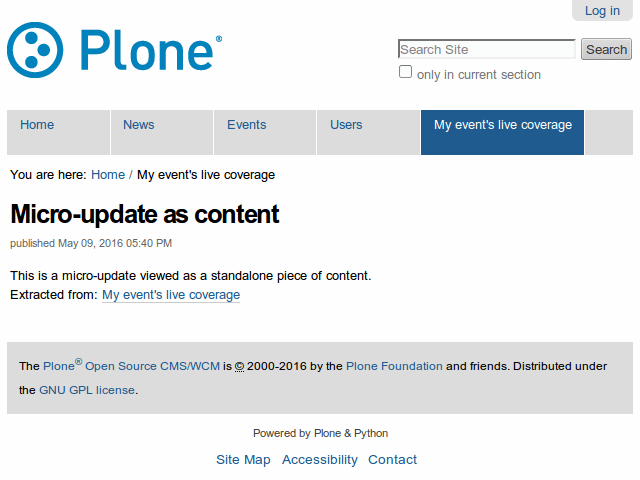 Log in
Plone®
Search Site
Search
only in current section
Home
News
Events
Users
My event's live coverage
You are here: Home / My event's live coverage
Micro-update as content
published May 09, 2016 05:40 PM
This is a micro-update viewed as a standalone piece of content.
Extracted from: My event's live coverage
The Plone® Open Source CMS/WCM is © 2000-2016 by the Plone Foundation and friends. Distributed under
the GNU GPL license.
Powered by Plone & Python
Site Map Accessibility Contact